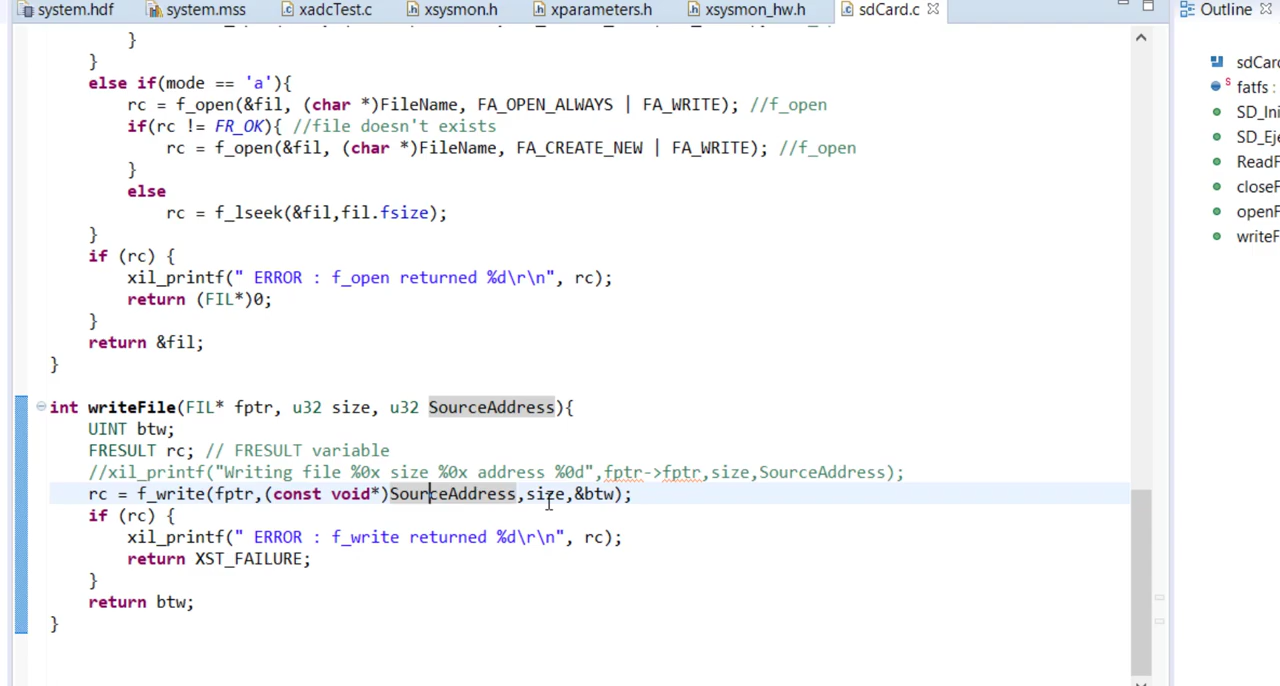 system.hdf system.mss xadcTest.c xsysmon.h xparameters.h xsysmon_hw.h sdCard.c Outline
}
}
else if(mode == 'a'){
rc = f_open(&fil, (char *)FileName, FA_OPEN_ALWAYS | FA_WRITE); //f_open
if(rc != FR_OK){ //file doesn't exists
rc = f_open(&fil, (char *)FileName, FA_CREATE_NEW | FA_WRITE); //f_open
}
else
rc = f_lseek(&fil,fil.fsize);
}
if (rc) {
xil_printf(" ERROR : f_open returned %d\r\n", rc);
return (FIL*)0;
}
return &fil;
}
int writeFile(FIL* fptr, u32 size, u32 SourceAddress){
UINT btw;
FRESULT rc; // FRESULT variable
//xil_printf("Writing file %0x size %0x address %0d",fptr->fptr,size,SourceAddress);
rc = f_write(fptr,(const void*)SourceAddress,size,&btw);
if (rc) {
xil_printf(" ERROR : f_write returned %d\r\n", rc);
return XST_FAILURE;
}
return btw;
}
sdCard
S fatfs :
SD_Ini
SD_Eje
ReadF
closeF
openF
writeF